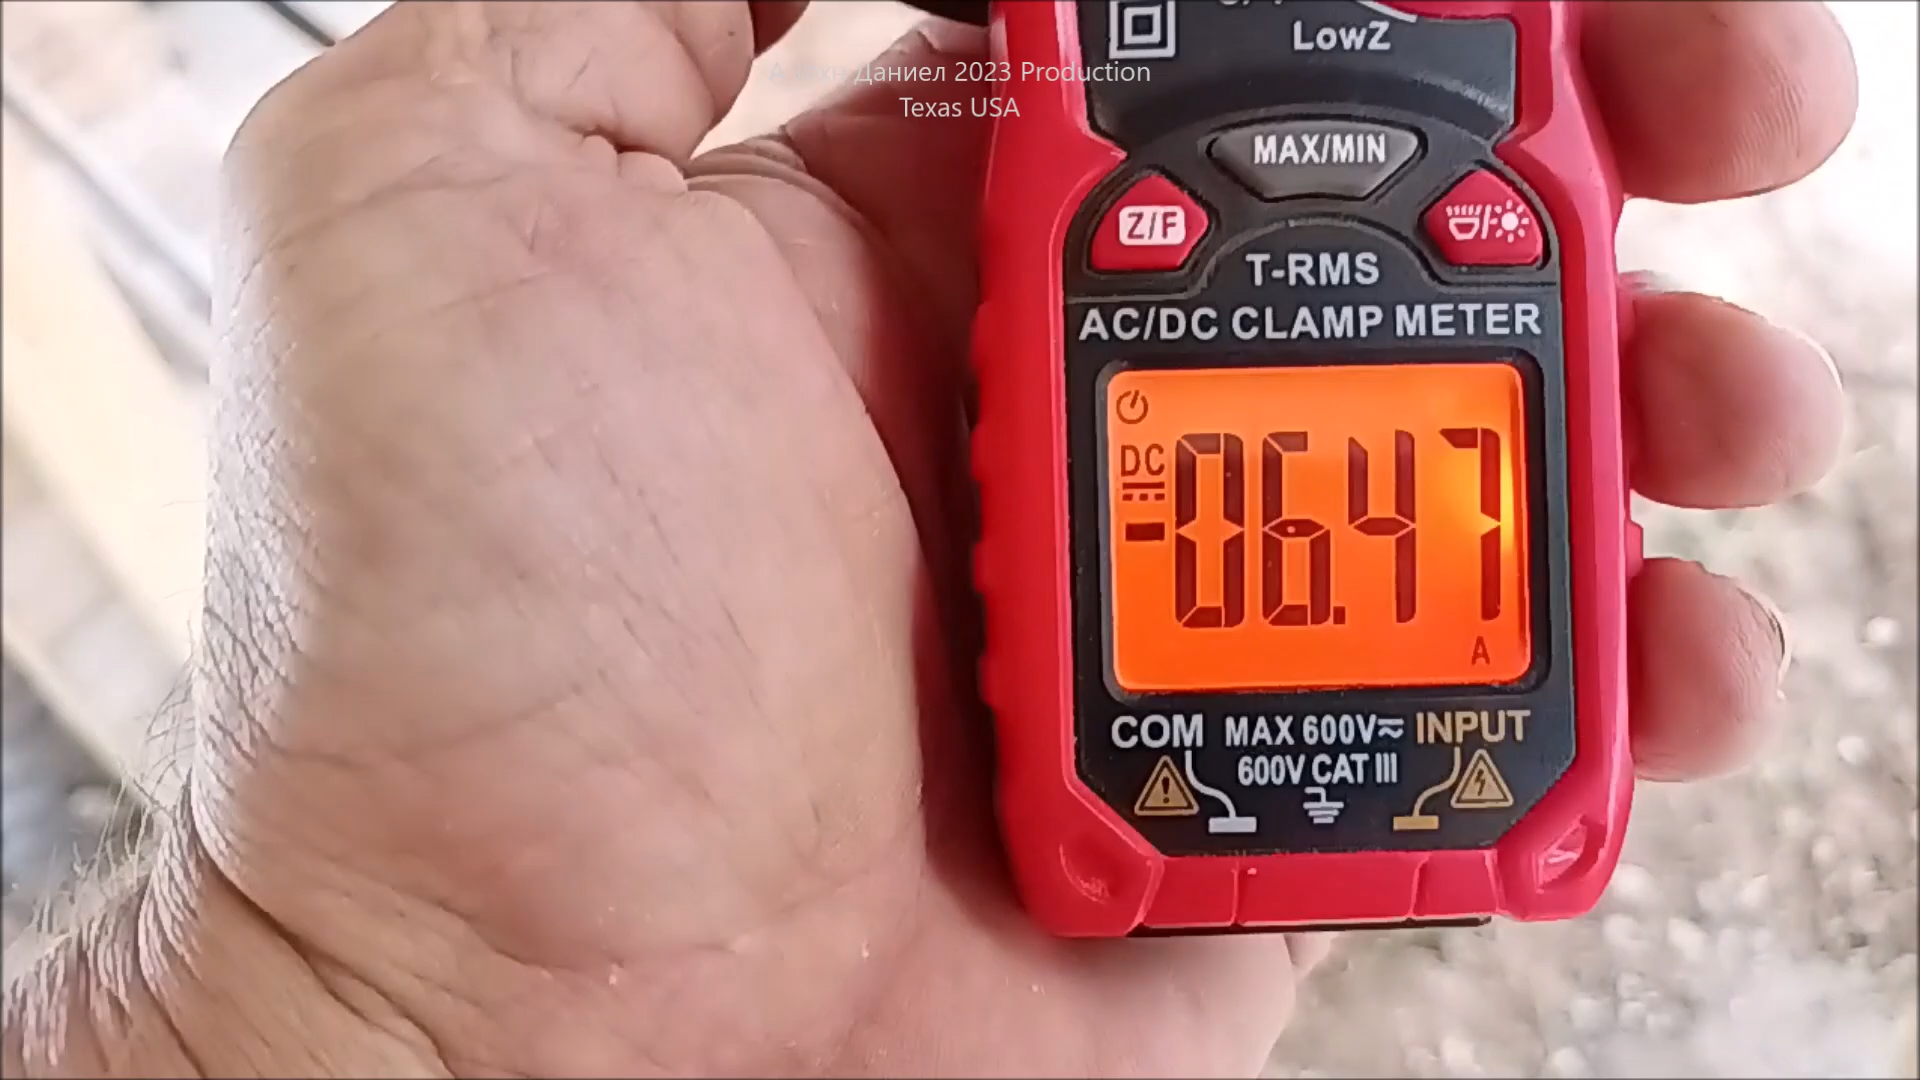 Даниел 2023 Production
Texas USA
LowZ
MAX/MIN
Z/F
T-RMS
AC/DC CLAMP METER
DC
-06.47
A
COM MAX 600V≂ INPUT
600V CAT III